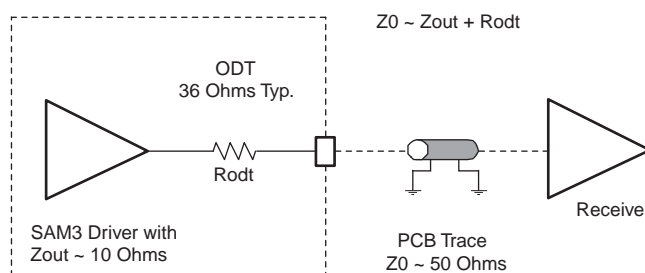 Z0 ~ Zout + Rodt
ODT
36 Ohms Typ.
Rodt
Receiver
SAM3 Driver with
Zout ~ 10 Ohms
PCB Trace
Z0 ~ 50 Ohms